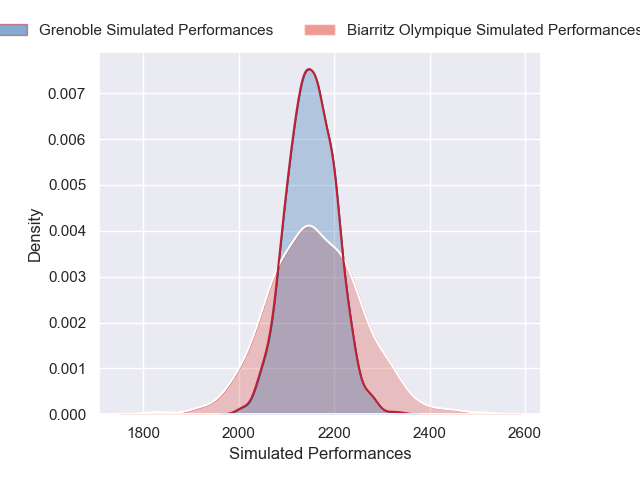 Grenoble Simulated Performances Biarritz Olympique Simulated Performances
0.007
0.006
0.005
0.004
0.003
0.002
0.001
0.000
Density
1800 2000 2200 2400 2600
Simulated Performances